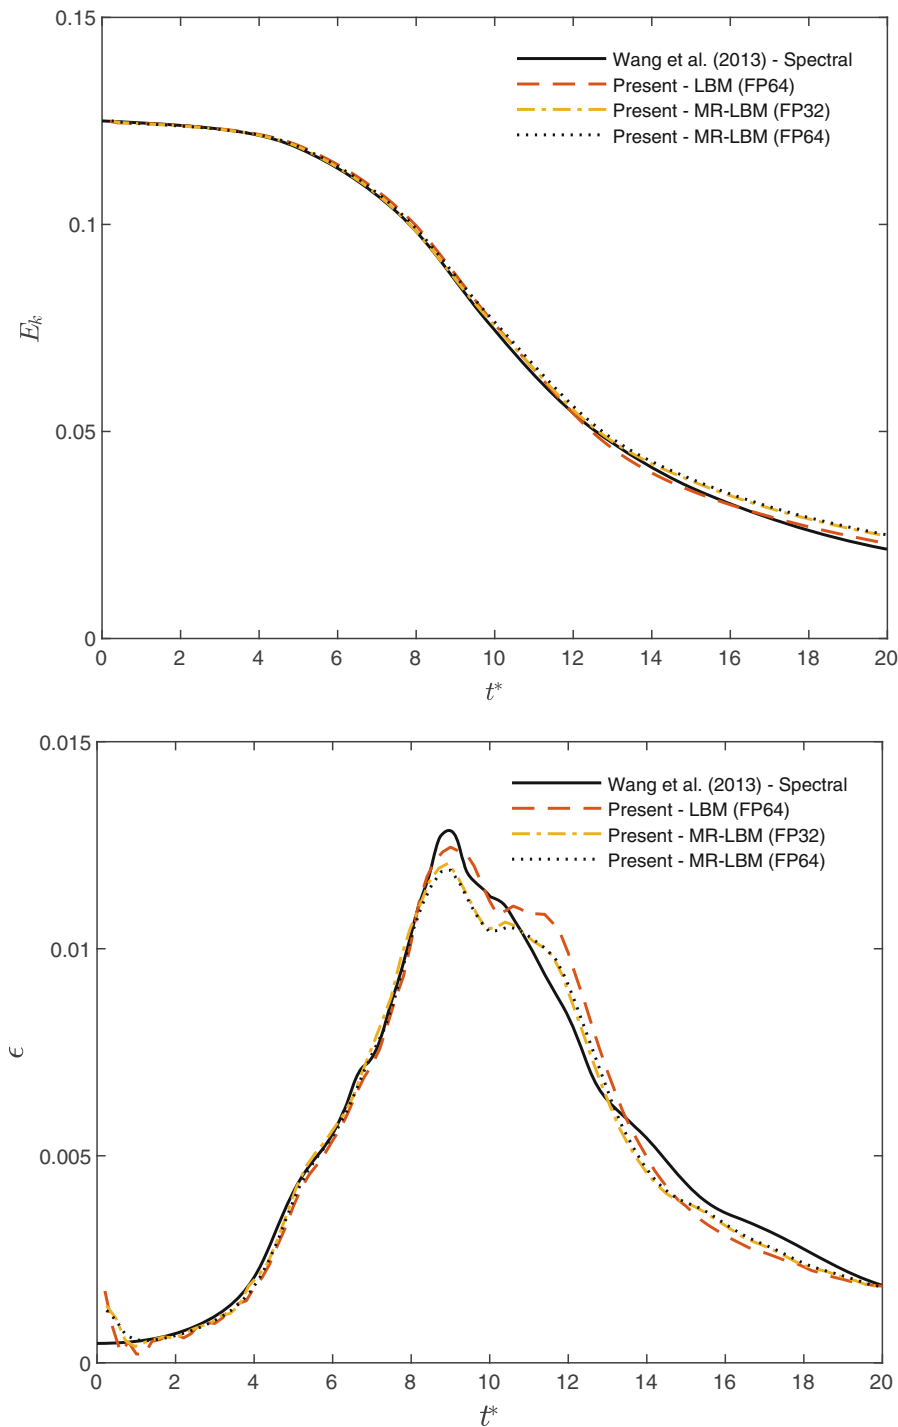 0.15
Wang et al. (2013) - Spectral
Present - LBM (FP64)
Present - MR-LBM (FP32)
Present - MR-LBM (FP64)
0.1
E_k
0.05
0
0 2 4 6 8 10 12 14 16 18 20
t*
0.015
Wang et al. (2013) - Spectral
Present - LBM (FP64)
Present - MR-LBM (FP32)
Present - MR-LBM (FP64)
0.01
ϵ
0.005
0
0 2 4 6 8 10 12 14 16 18 20
t*